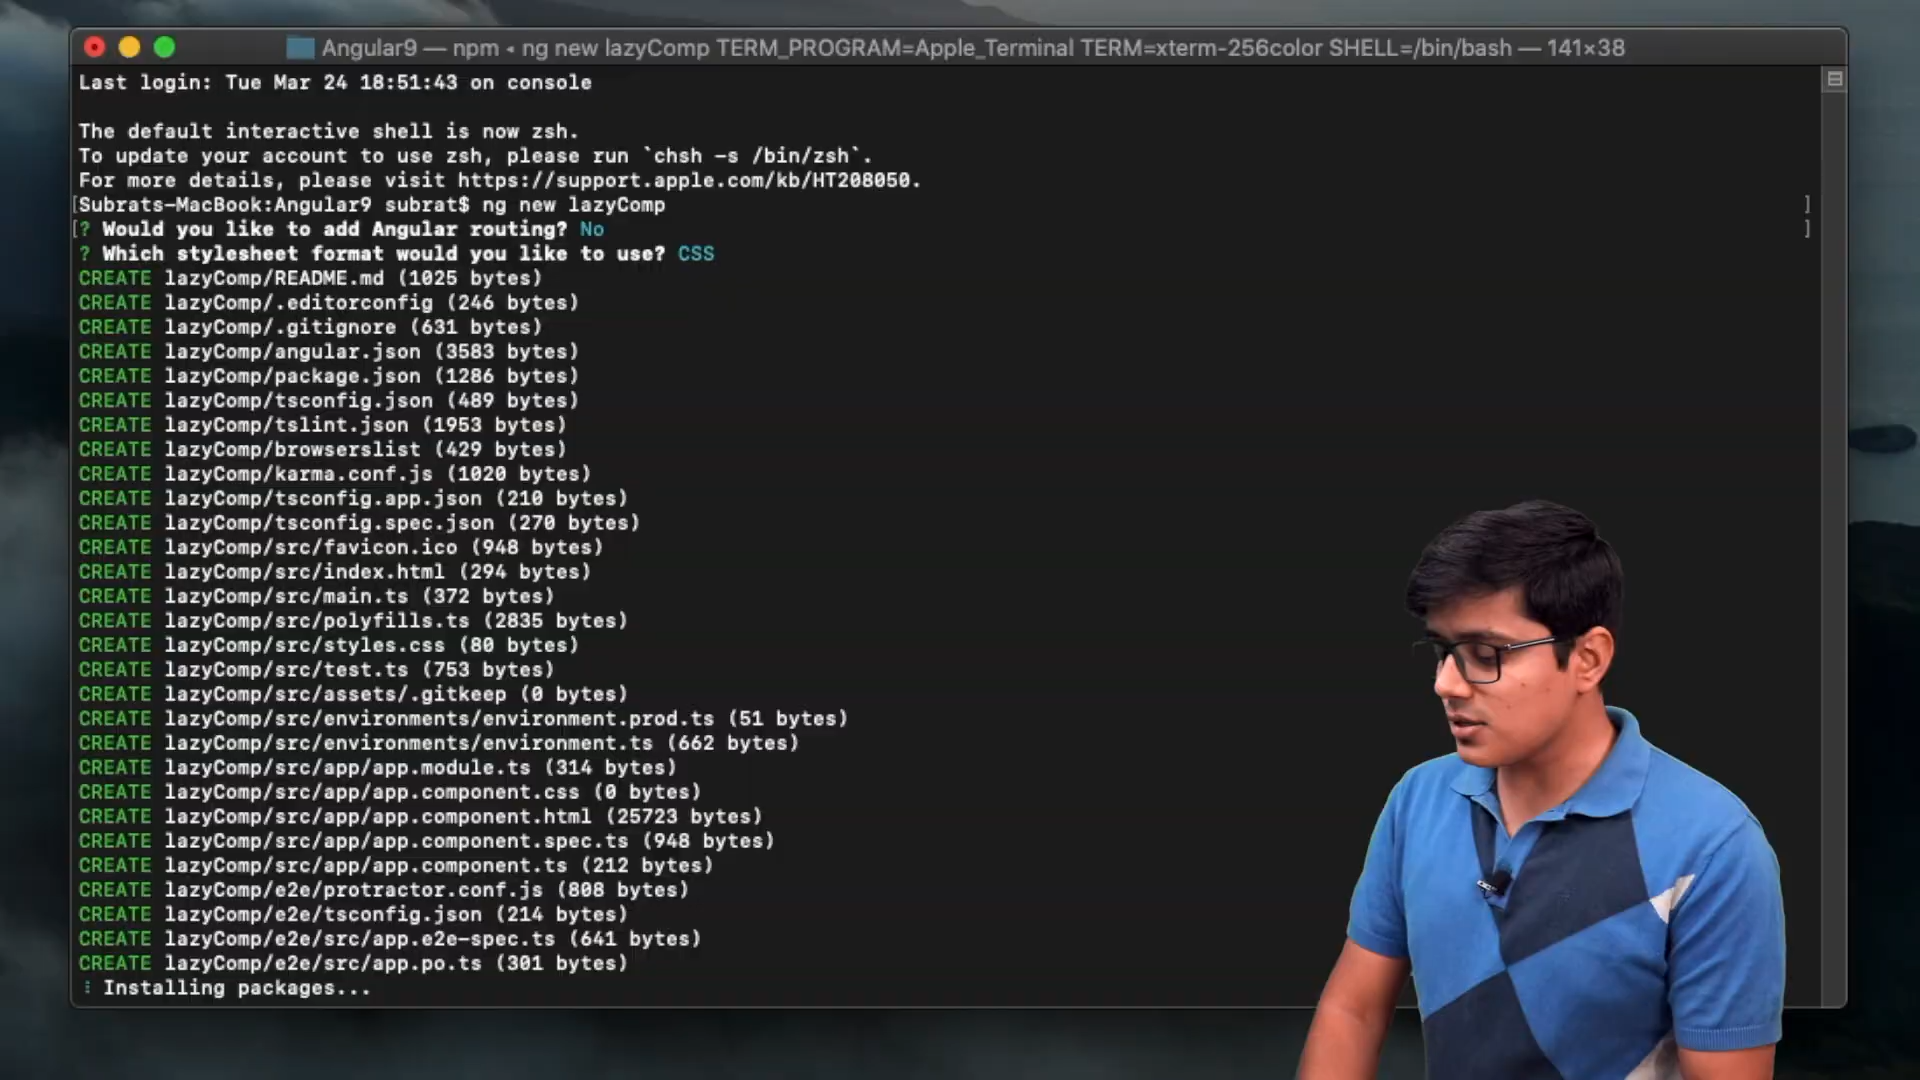 Angular9 — npm ◂ ng new lazyComp TERM_PROGRAM=Apple_Terminal TERM=xterm-256color SHELL=/bin/bash — 141×38
Last login: Tue Mar 24 18:51:43 on console
The default interactive shell is now zsh.
To update your account to use zsh, please run `chsh -s /bin/zsh`.
For more details, please visit https://support.apple.com/kb/HT208050.
[Subrats-MacBook:Angular9 subrat$ ng new lazyComp ]
[? Would you like to add Angular routing? No ]
? Which stylesheet format would you like to use? CSS
CREATE lazyComp/README.md (1025 bytes)
CREATE lazyComp/.editorconfig (246 bytes)
CREATE lazyComp/.gitignore (631 bytes)
CREATE lazyComp/angular.json (3583 bytes)
CREATE lazyComp/package.json (1286 bytes)
CREATE lazyComp/tsconfig.json (489 bytes)
CREATE lazyComp/tslint.json (1953 bytes)
CREATE lazyComp/browserslist (429 bytes)
CREATE lazyComp/karma.conf.js (1020 bytes)
CREATE lazyComp/tsconfig.app.json (210 bytes)
CREATE lazyComp/tsconfig.spec.json (270 bytes)
CREATE lazyComp/src/favicon.ico (948 bytes)
CREATE lazyComp/src/index.html (294 bytes)
CREATE lazyComp/src/main.ts (372 bytes)
CREATE lazyComp/src/polyfills.ts (2835 bytes)
CREATE lazyComp/src/styles.css (80 bytes)
CREATE lazyComp/src/test.ts (753 bytes)
CREATE lazyComp/src/assets/.gitkeep (0 bytes)
CREATE lazyComp/src/environments/environment.prod.ts (51 bytes)
CREATE lazyComp/src/environments/environment.ts (662 bytes)
CREATE lazyComp/src/app/app.module.ts (314 bytes)
CREATE lazyComp/src/app/app.component.css (0 bytes)
CREATE lazyComp/src/app/app.component.html (25723 bytes)
CREATE lazyComp/src/app/app.component.spec.ts (948 bytes)
CREATE lazyComp/src/app/app.component.ts (212 bytes)
CREATE lazyComp/e2e/protractor.conf.js (808 bytes)
CREATE lazyComp/e2e/tsconfig.json (214 bytes)
CREATE lazyComp/e2e/src/app.e2e-spec.ts (641 bytes)
CREATE lazyComp/e2e/src/app.po.ts (301 bytes)
⠇ Installing packages...